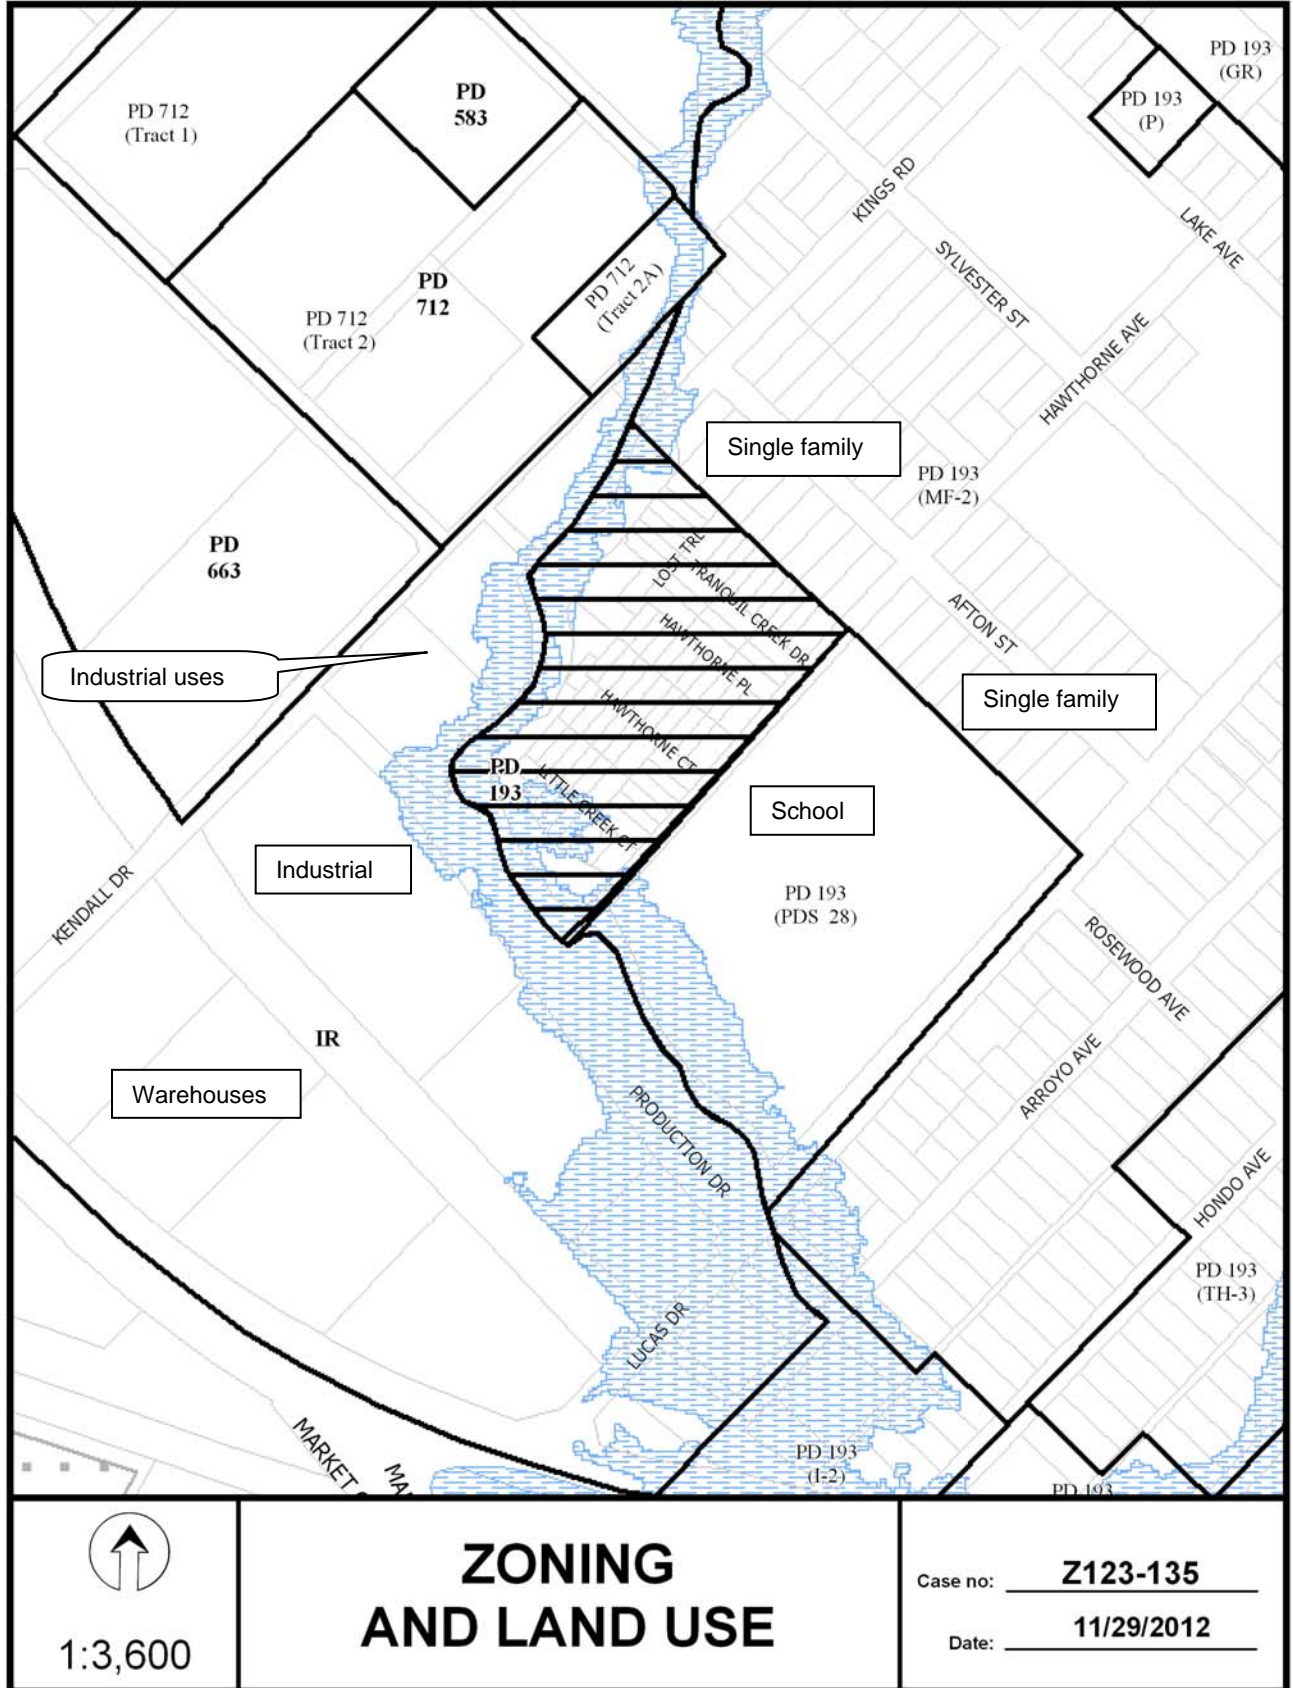 PD 193
(GR)
PD 193
(P)
PD
583
PD 712
(Tract 1)
KINGS RD
LAKE AVE
SYLVESTER ST
PD 712
(Tract 2A)
PD
712
PD 712
(Tract 2)
HAWTHORNE AVE
Single family
PD 193
(MF-2)
PD
663
LOST TRL
TRANQUIL CREEK DR
HAWTHORNE PL
AFTON ST
Industrial uses
Single family
HAWTHORNE CT
PD
193
LITTLE CREEK CT
School
Industrial
PD 193
(PDS 28)
KENDALL DR
ROSEWOOD AVE
IR
ARROYO AVE
Warehouses
PRODUCTION DR
HONDO AVE
PD 193
(TH-3)
LUCAS DR
MARKET
PD 193
(I-2)
PD 193
1:3,600
ZONING
AND LAND USE
Case no: Z123-135
Date: 11/29/2012